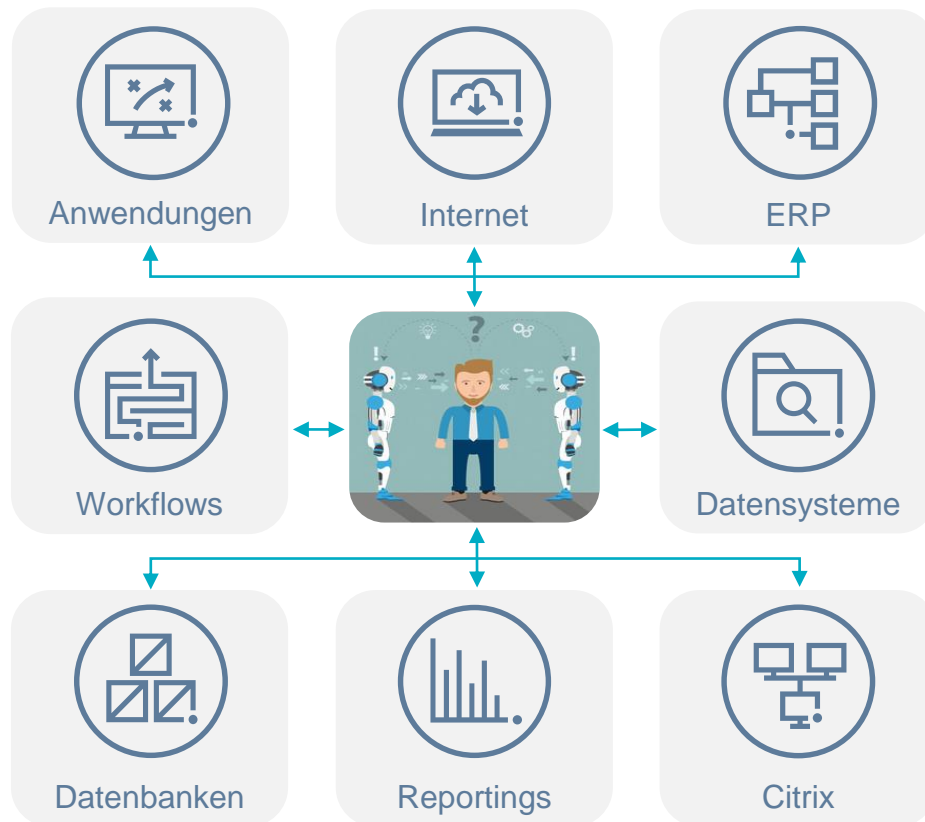 Anwendungen
Internet
ERP
?
!
!
Workflows
Datensysteme
Datenbanken
Reportings
Citrix